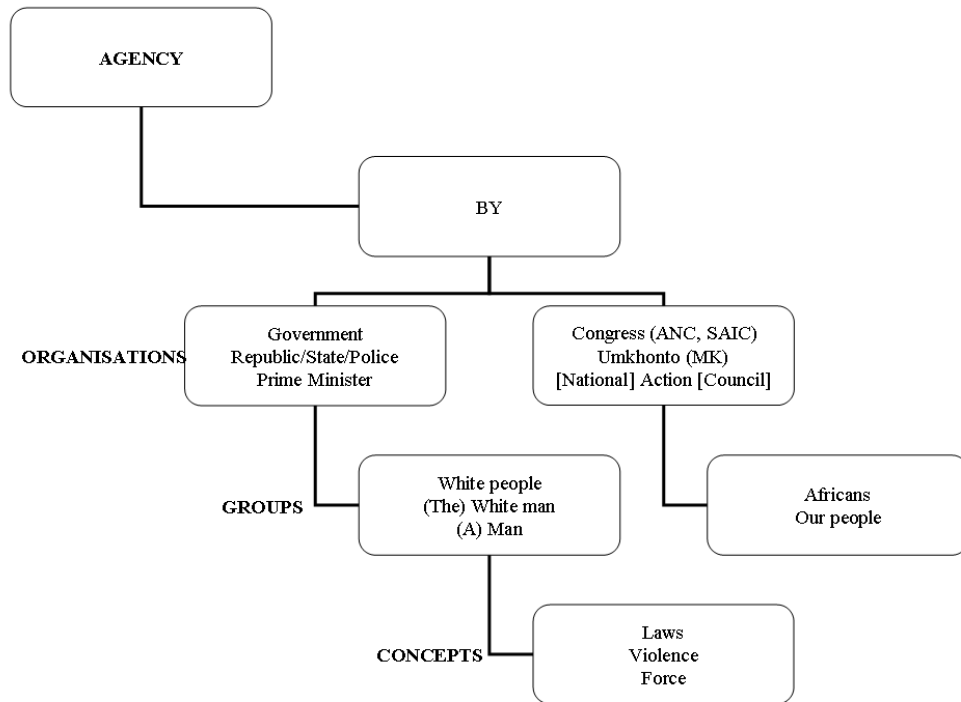 AGENCY
BY
ORGANISATIONS
Government
Republic/State/Police
Prime Minister
Congress (ANC, SAIC)
Umkhonto (MK)
[National] Action [Council]
GROUPS
White people
(The) White man
(A) Man
Africans
Our people
CONCEPTS
Laws
Violence
Force